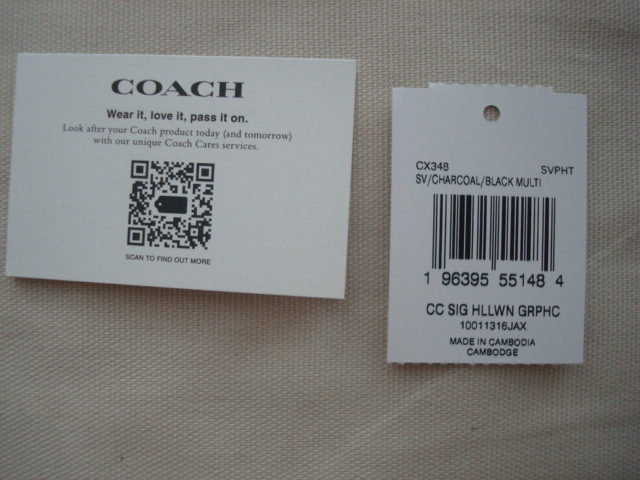 COACH
Wear it, love it, pass it on.
Look after your Coach product today (and tomorrow)
with our unique Coach Cares services.
SCAN TO FIND OUT MORE
CX348 SVPHT
SV/CHARCOAL/BLACK MULTI
1 96395 55148 4
CC SIG HLLWN GRPHC
10011316JAX
MADE IN CAMBODIA
CAMBODGE